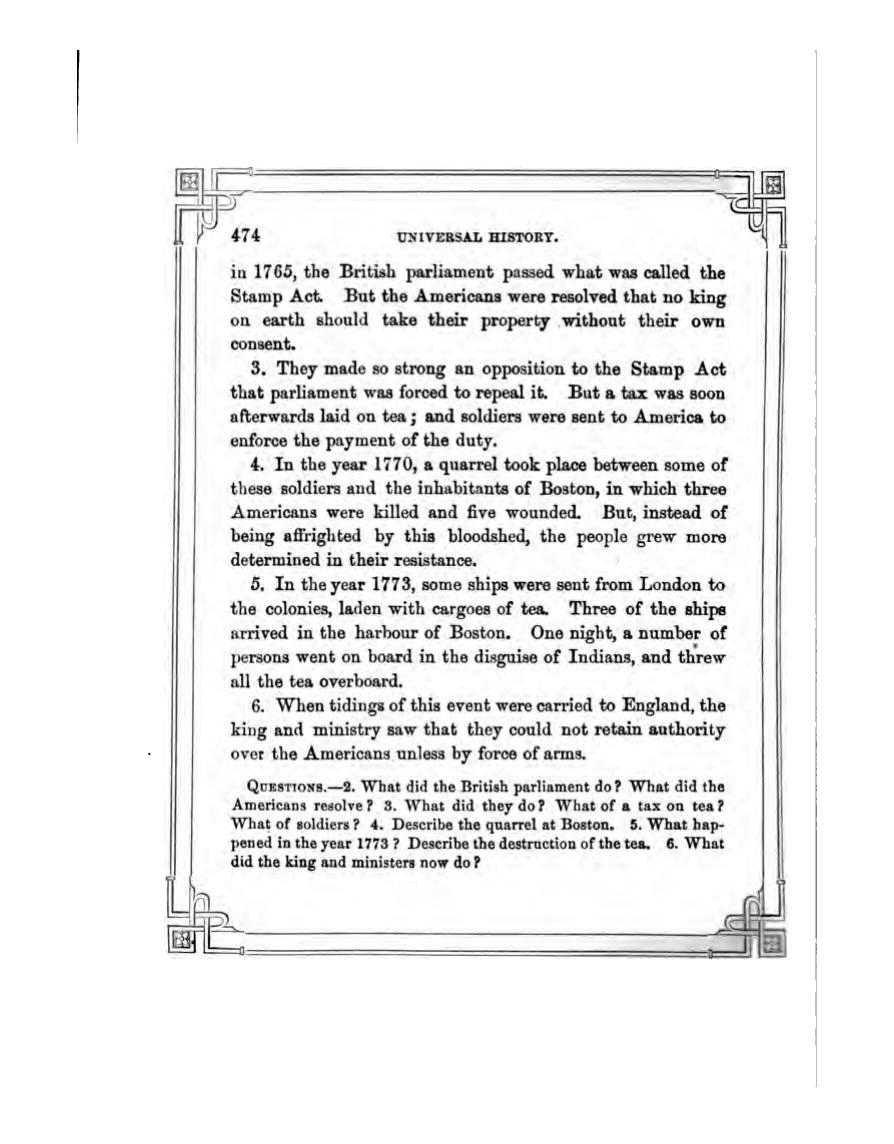 474 UNIVERSAL HISTORY.
in 1765, the British parliament passed what was called the
Stamp Act. But the Americans were resolved that no king
on earth should take their property without their own
consent.
3. They made so strong an opposition to the Stamp Act
that parliament was forced to repeal it. But a tax was soon
afterwards laid on tea; and soldiers were sent to America to
enforce the payment of the duty.
4. In the year 1770, a quarrel took place between some of
these soldiers and the inhabitants of Boston, in which three
Americans were killed and five wounded. But, instead of
being affrighted by this bloodshed, the people grew more
determined in their resistance.
5. In the year 1773, some ships were sent from London to
the colonies, laden with cargoes of tea. Three of the ships
arrived in the harbour of Boston. One night, a number of
persons went on board in the disguise of Indians, and threw
all the tea overboard.
6. When tidings of this event were carried to England, the
king and ministry saw that they could not retain authority
over the Americans unless by force of arms.
QUESTIONS.—2. What did the British parliament do? What did the
Americans resolve? 3. What did they do? What of a tax on tea?
What of soldiers? 4. Describe the quarrel at Boston. 5. What hap-
pened in the year 1773? Describe the destruction of the tea. 6. What
did the king and ministers now do?